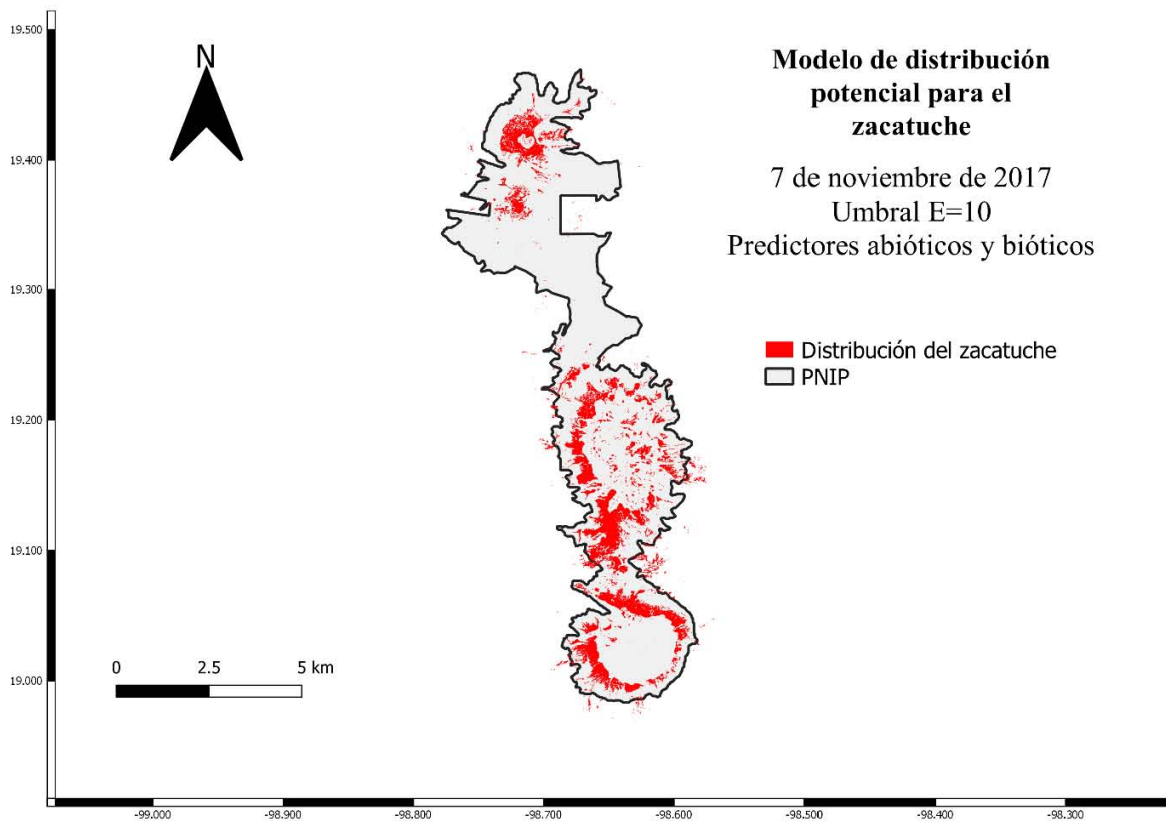 Modelo de distribución
potencial para el
zacatuche
7 de noviembre de 2017
Umbral E=10
Predictores abióticos y bióticos
N
Distribución del zacatuche
PNIP
0 2.5 5 km
19.500
19.400
19.300
19.200
19.100
19.000
-99.000 -98.900 -98.800 -98.700 -98.600 -98.500 -98.400 -98.300